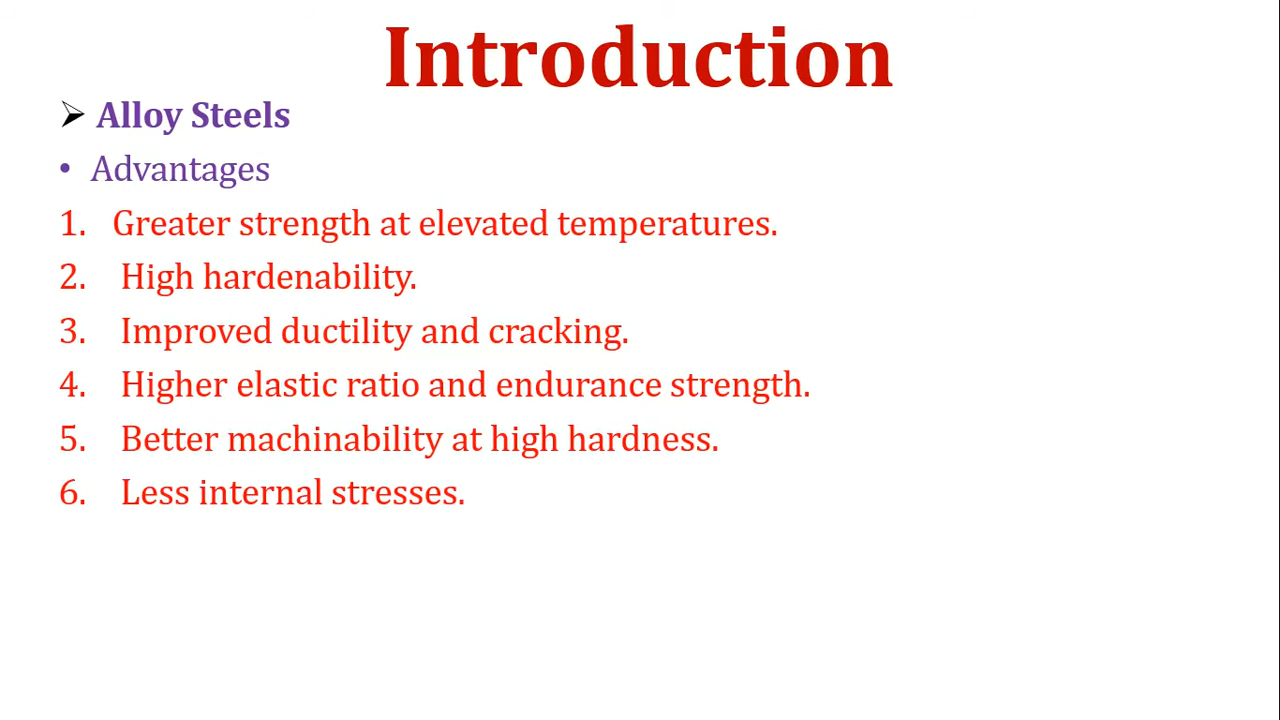 Introduction
➢ Alloy Steels
• Advantages
1. Greater strength at elevated temperatures.
2. High hardenability.
3. Improved ductility and cracking.
4. Higher elastic ratio and endurance strength.
5. Better machinability at high hardness.
6. Less internal stresses.